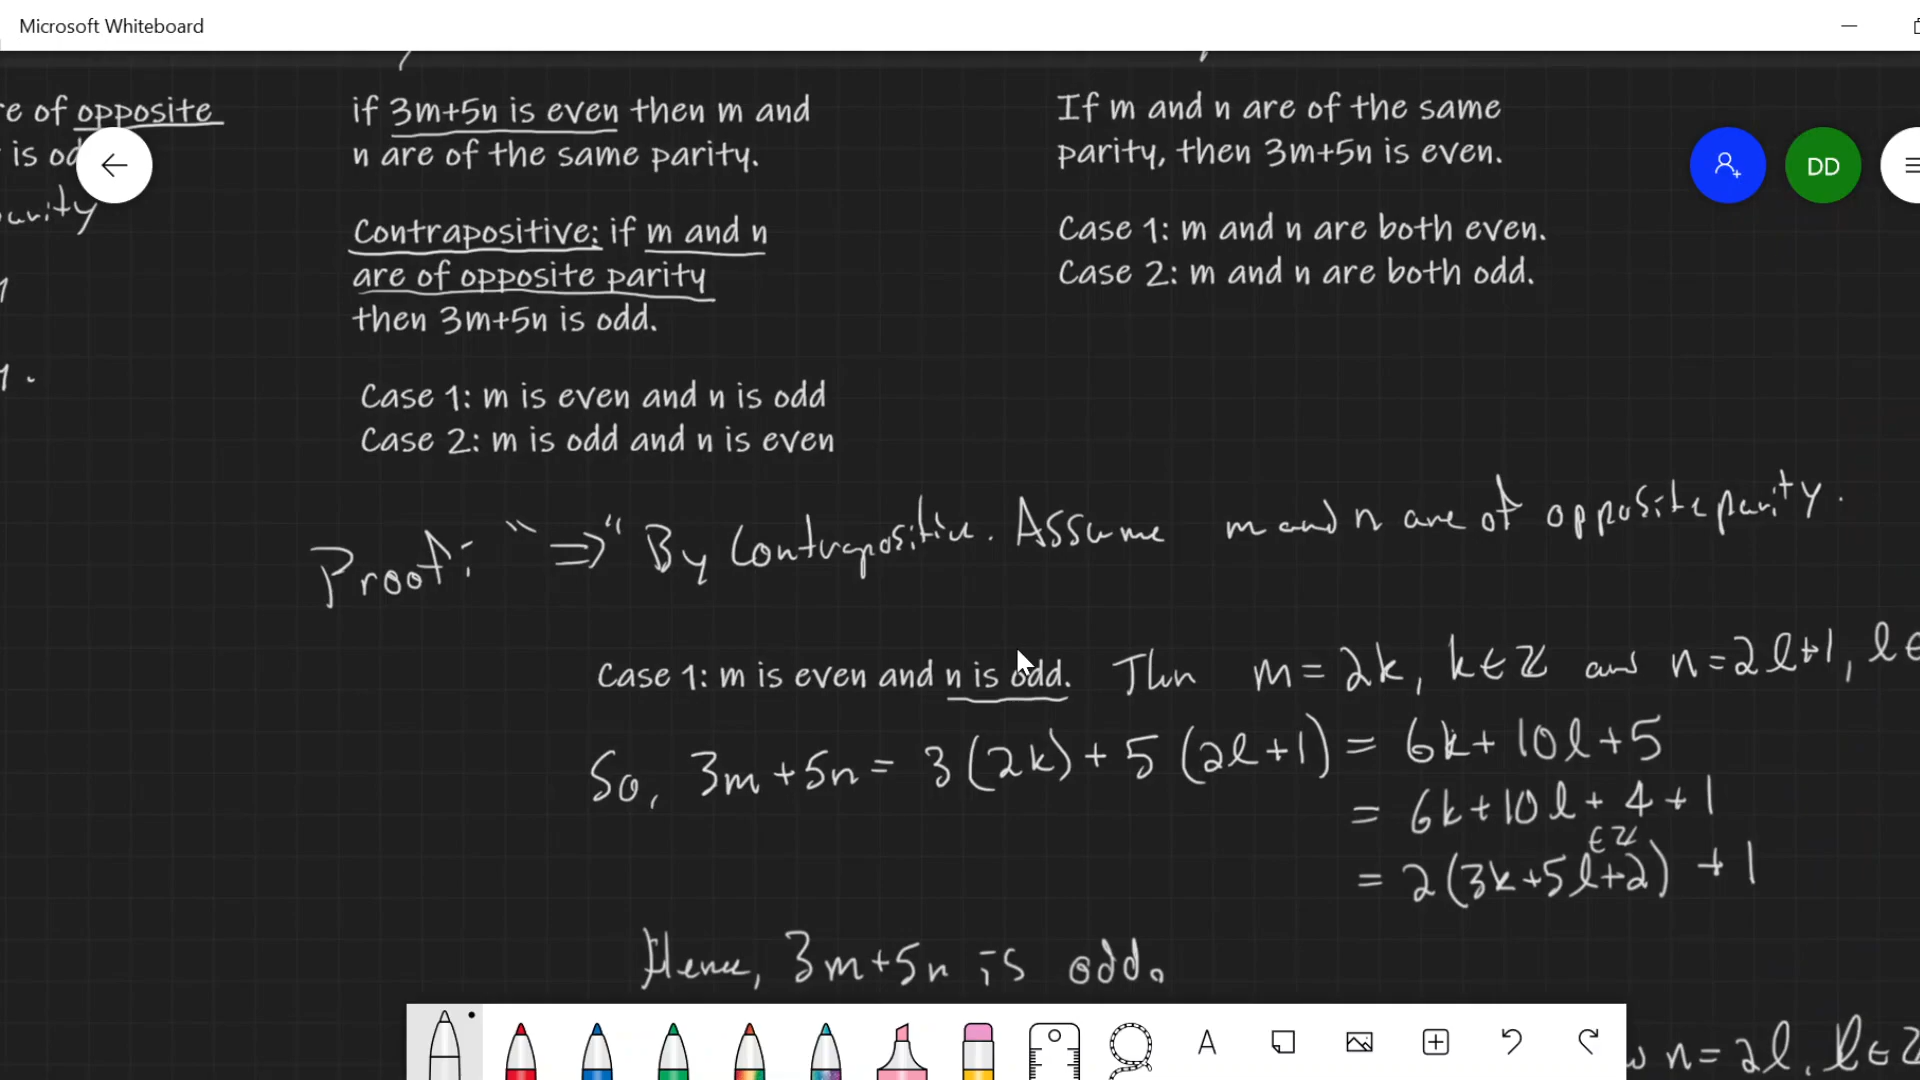 Microsoft Whiteboard
re of opposite
is od
parity
if 3m+5n is even then m and
n are of the same parity.
Contrapositive: if m and n
are of opposite parity
then 3m+5n is odd.
Case 1: m is even and n is odd
Case 2: m is odd and n is even
If m and n are of the same
parity, then 3m+5n is even.
Case 1: m and n are both even.
Case 2: m and n are both odd.
DD
Proof: "⇒" By Contrapositive. Assume m and n are of opposite parity.
Case 1: m is even and n is odd. Then m = 2k, k∈ℤ and n = 2l+1, l∈
So, 3m+5n = 3(2k) + 5(2l+1) = 6k+10l+5
= 6k+10l+4+1
∈ℤ
= 2(3k+5l+2) + 1
Hence, 3m+5n is odd.
A
n = 2l, l∈ℤ